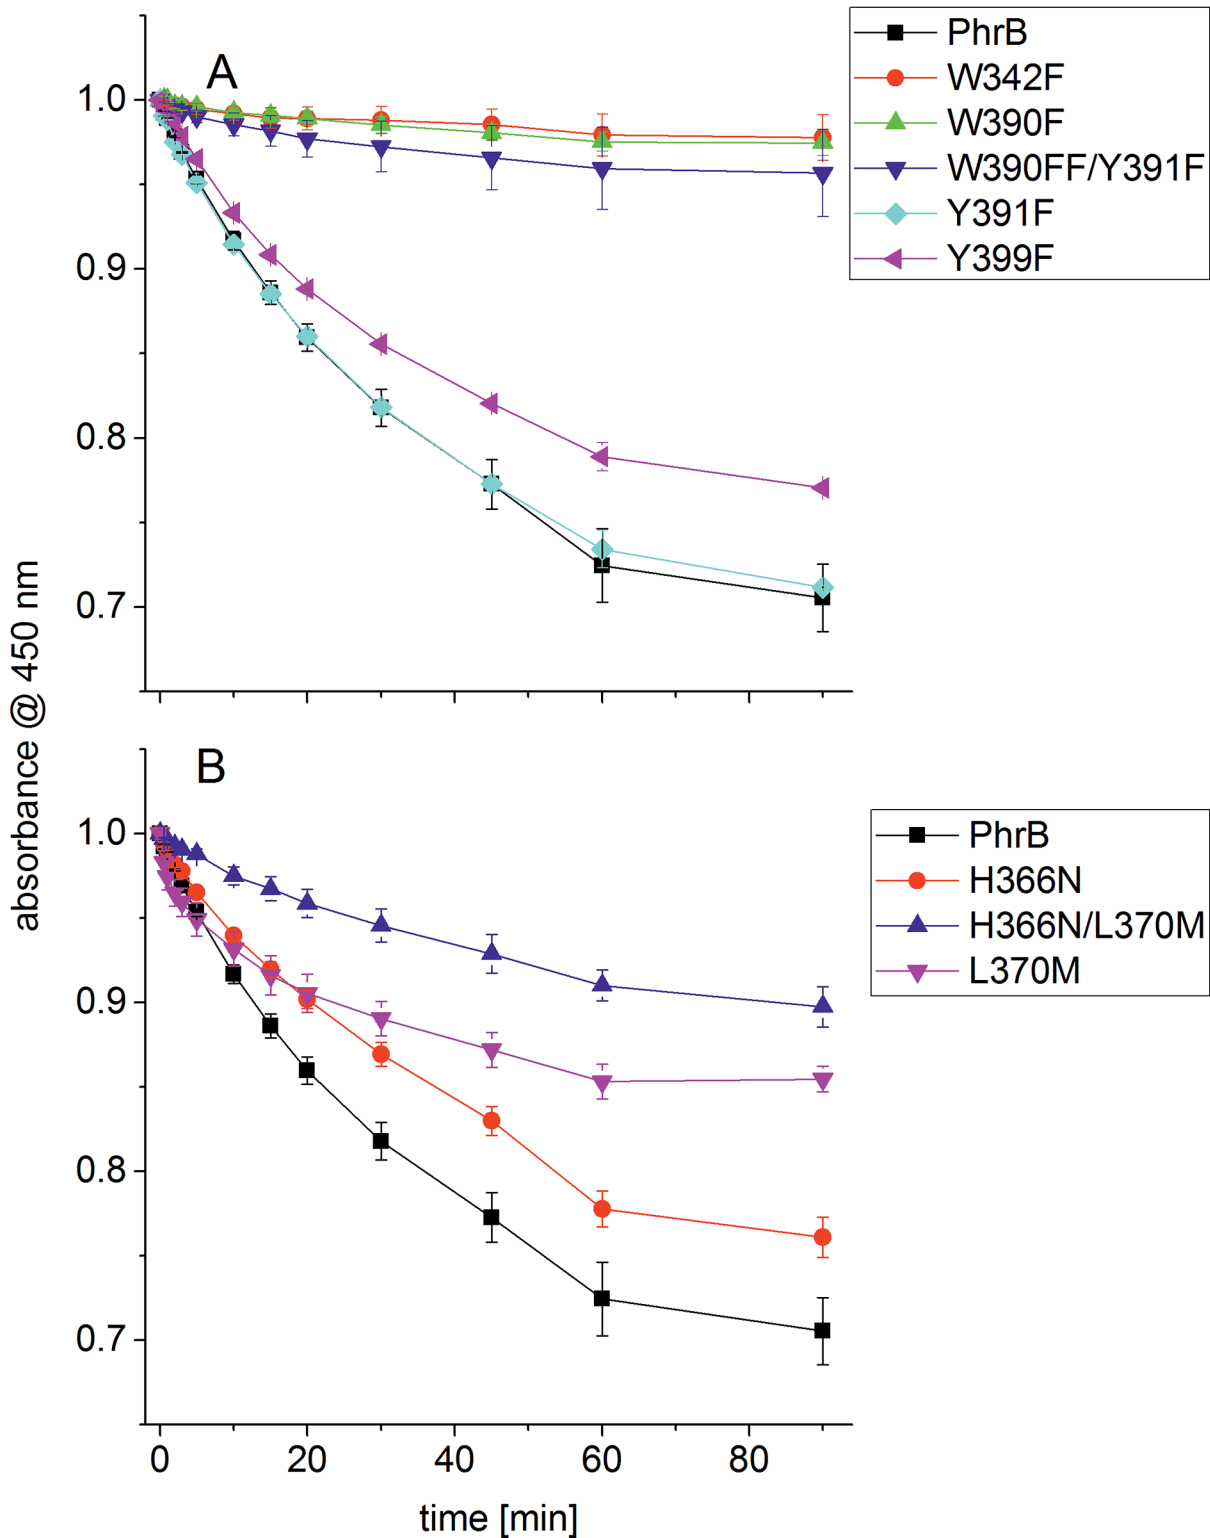 A
PhrB
W342F
W390F
W390FF/Y391F
Y391F
Y399F
1.0
0.9
0.8
0.7
absorbance @ 450 nm
B
PhrB
H366N
H366N/L370M
L370M
1.0
0.9
0.8
0.7
0 20 40 60 80
time [min]